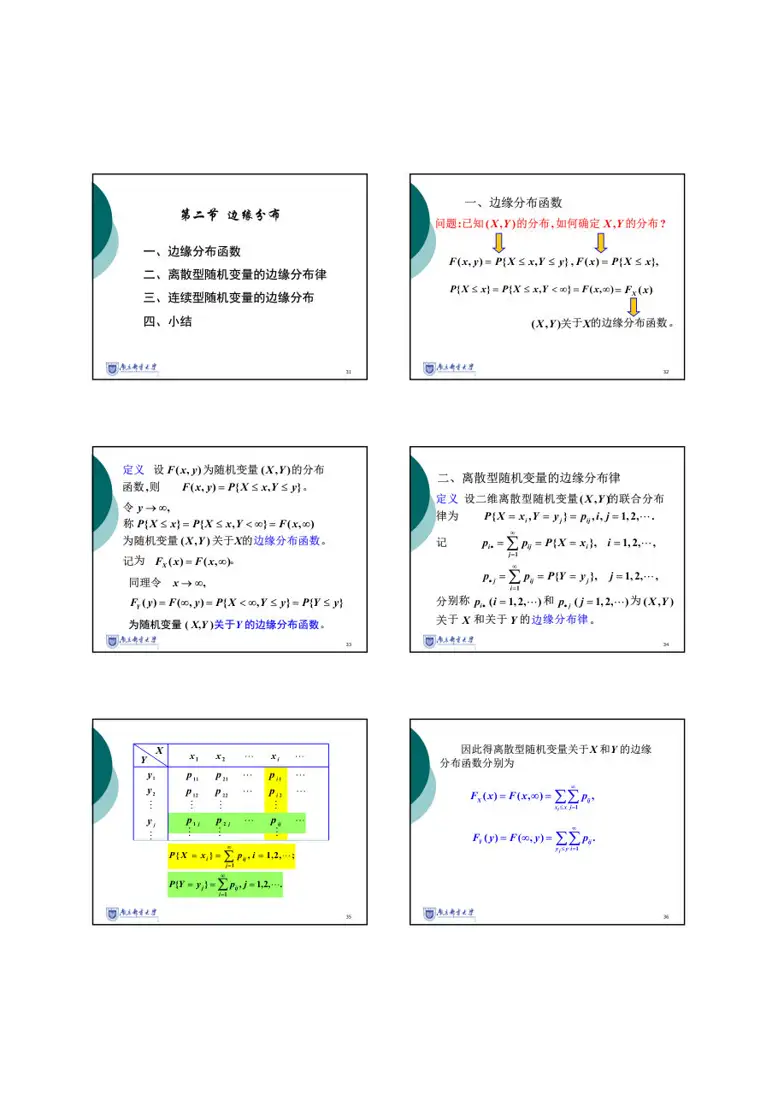 第二节 边缘分布
一、边缘分布函数
二、离散型随机变量的边缘分布律
三、连续型随机变量的边缘分布
四、小结
31
一、边缘分布函数
问题:已知(X,Y)的分布,如何确定 X,Y的分布?
F(x,y) = P{X ≤ x,Y ≤ y}, F(x) = P{X ≤ x},
P{X ≤ x} = P{X ≤ x,Y < ∞} = F(x,∞) = F_X(x)
(X,Y)关于X的边缘分布函数。
32
定义 设 F(x,y)为随机变量(X,Y)的分布
函数,则 F(x,y) = P{X ≤ x,Y ≤ y}。
令 y → ∞,
称 P{X ≤ x} = P{X ≤ x,Y < ∞} = F(x,∞)
为随机变量(X,Y)关于X的边缘分布函数。
记为 F_X(x) = F(x,∞)。
同理令 x → ∞,
F_Y(y) = F(∞,y) = P{X < ∞,Y ≤ y} = P{Y ≤ y}
为随机变量 (X,Y)关于Y 的边缘分布函数。
33
二、离散型随机变量的边缘分布律
定义 设二维离散型随机变量(X,Y)的联合分布
律为 P{X = x_i,Y = y_j} = p_ij, i,j = 1,2,⋯.
记 p_i• = ∑_{j=1}^∞ p_ij = P{X = x_i}, i = 1,2,⋯,
p_•j = ∑_{i=1}^∞ p_ij = P{Y = y_j}, j = 1,2,⋯,
分别称 p_i• (i = 1,2,⋯) 和 p_•j (j = 1,2,⋯) 为 (X,Y)
关于 X 和关于 Y 的边缘分布律。
34
X
Y x_1 x_2 ⋯ x_i ⋯
y_1 p_11 p_21 ⋯ p_i1 ⋯
y_2 p_12 p_22 ⋯ p_i2 ⋯
⋮ ⋮ ⋮ ⋮
y_j p_1j p_2j ⋯ p_ij ⋯
⋮ ⋮ ⋮ ⋮
P{X = x_i} = ∑_{j=1}^∞ p_ij, i = 1,2,⋯;
P{Y = y_j} = ∑_{i=1}^∞ p_ij, j = 1,2,⋯.
35
因此得离散型随机变量关于X 和Y 的边缘
分布函数分别为
F_X(x) = F(x,∞) = ∑_{x_i≤x} ∑_{j=1}^∞ p_ij,
F_Y(y) = F(∞,y) = ∑_{y_j≤y} ∑_{i=1}^∞ p_ij.
36